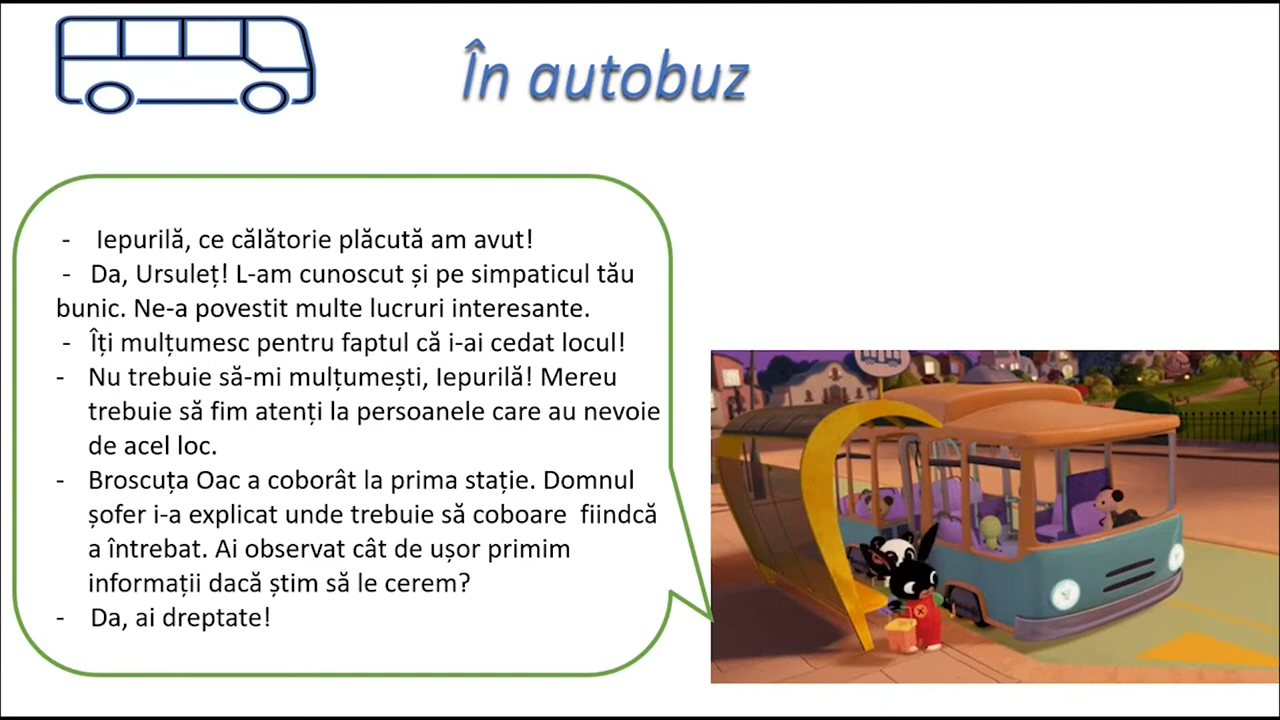 În autobuz
- Iepurilă, ce călătorie plăcută am avut!
- Da, Ursuleț! L-am cunoscut și pe simpaticul tău
bunic. Ne-a povestit multe lucruri interesante.
- Îți mulțumesc pentru faptul că i-ai cedat locul!
- Nu trebuie să-mi mulțumești, Iepurilă! Mereu
trebuie să fim atenți la persoanele care au nevoie
de acel loc.
- Broscuța Oac a coborât la prima stație. Domnul
șofer i-a explicat unde trebuie să coboare fiindcă
a întrebat. Ai observat cât de ușor primim
informații dacă știm să le cerem?
- Da, ai dreptate!